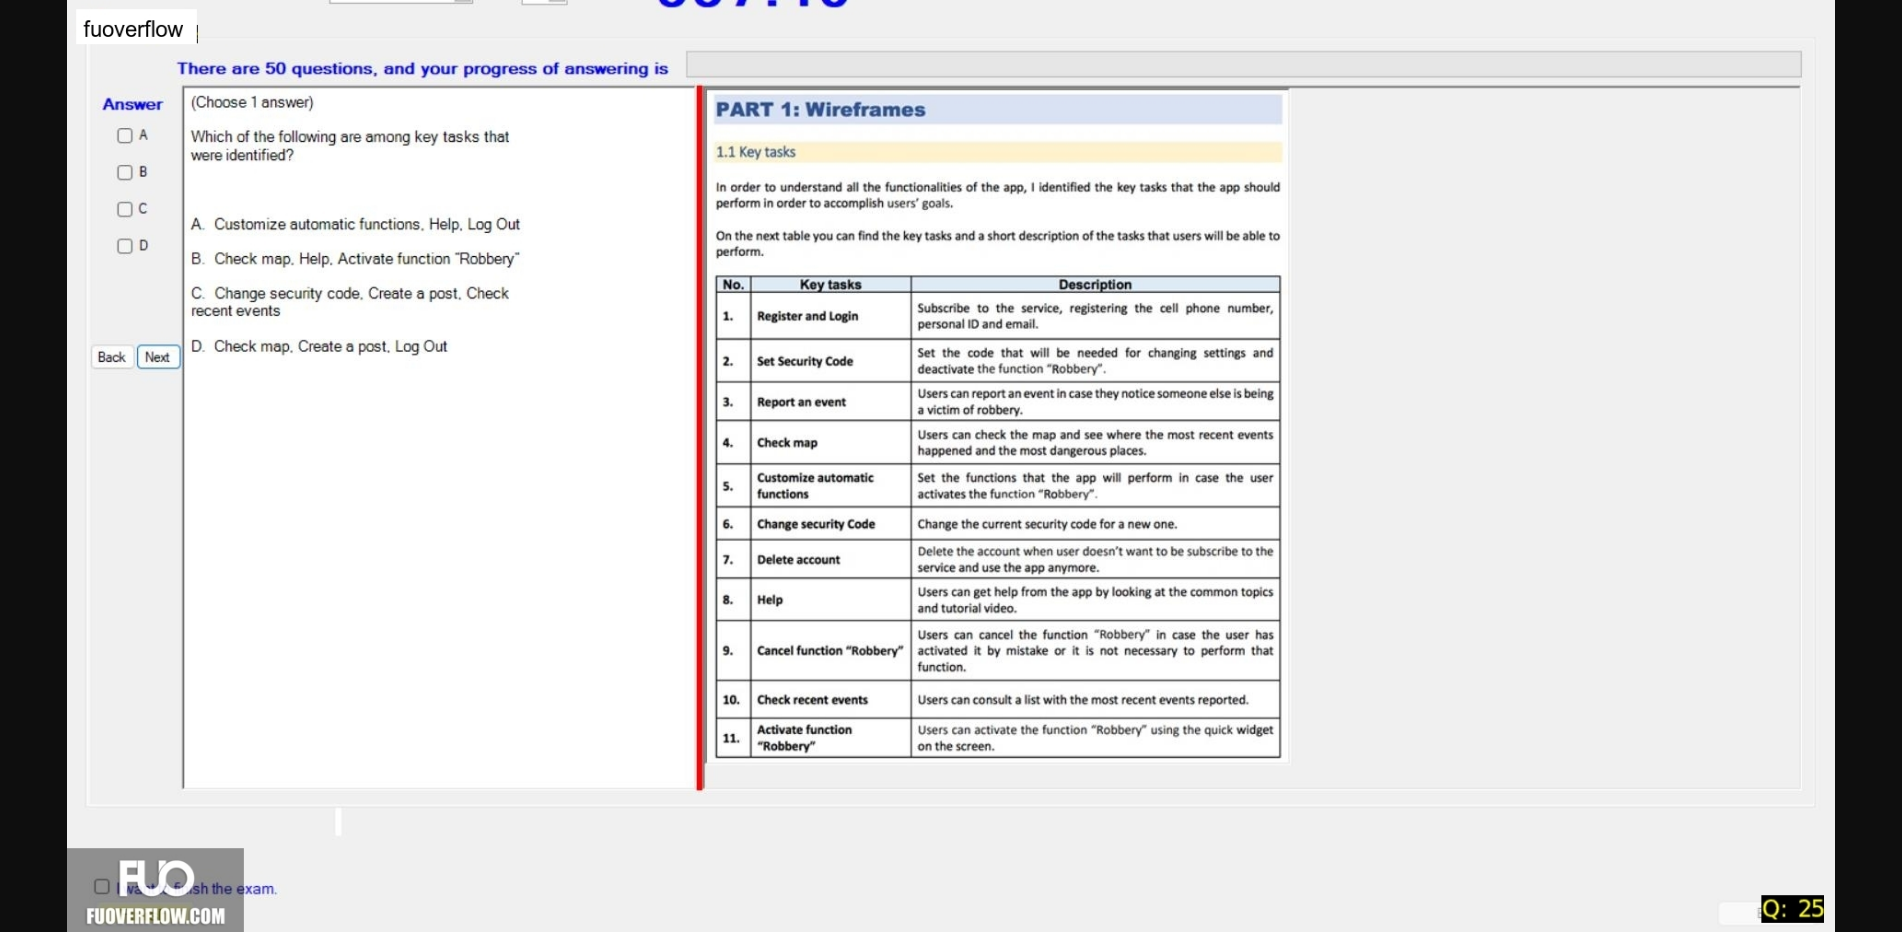 fuoverflow
There are 50 questions, and your progress of answering is
Answer
A
B
C
D
Back Next
(Choose 1 answer)
Which of the following are among key tasks that
were identified?
A. Customize automatic functions, Help, Log Out
B. Check map, Help, Activate function "Robbery"
C. Change security code, Create a post, Check
recent events
D. Check map, Create a post, Log Out
PART 1: Wireframes
1.1 Key tasks
In order to understand all the functionalities of the app, I identified the key tasks that the app should
perform in order to accomplish users' goals.
On the next table you can find the key tasks and a short description of the tasks that users will be able to
perform.
No. Key tasks Description
1. Register and Login Subscribe to the service, registering the cell phone number,
personal ID and email.
2. Set Security Code Set the code that will be needed for changing settings and
deactivate the function "Robbery".
3. Report an event Users can report an event in case they notice someone else is being
a victim of robbery.
4. Check map Users can check the map and see where the most recent events
happened and the most dangerous places.
5. Customize automatic functions Set the functions that the app will perform in case the user
activates the function "Robbery".
6. Change security Code Change the current security code for a new one.
7. Delete account Delete the account when user doesn't want to be subscribe to the
service and use the app anymore.
8. Help Users can get help from the app by looking at the common topics
and tutorial video.
9. Cancel function "Robbery" Users can cancel the function "Robbery" in case the user has
activated it by mistake or it is not necessary to perform that
function.
10. Check recent events Users can consult a list with the most recent events reported.
11. Activate function "Robbery" Users can activate the function "Robbery" using the quick widget
on the screen.
FUO
the exam.
FUOVERFLOW.COM
Q: 25